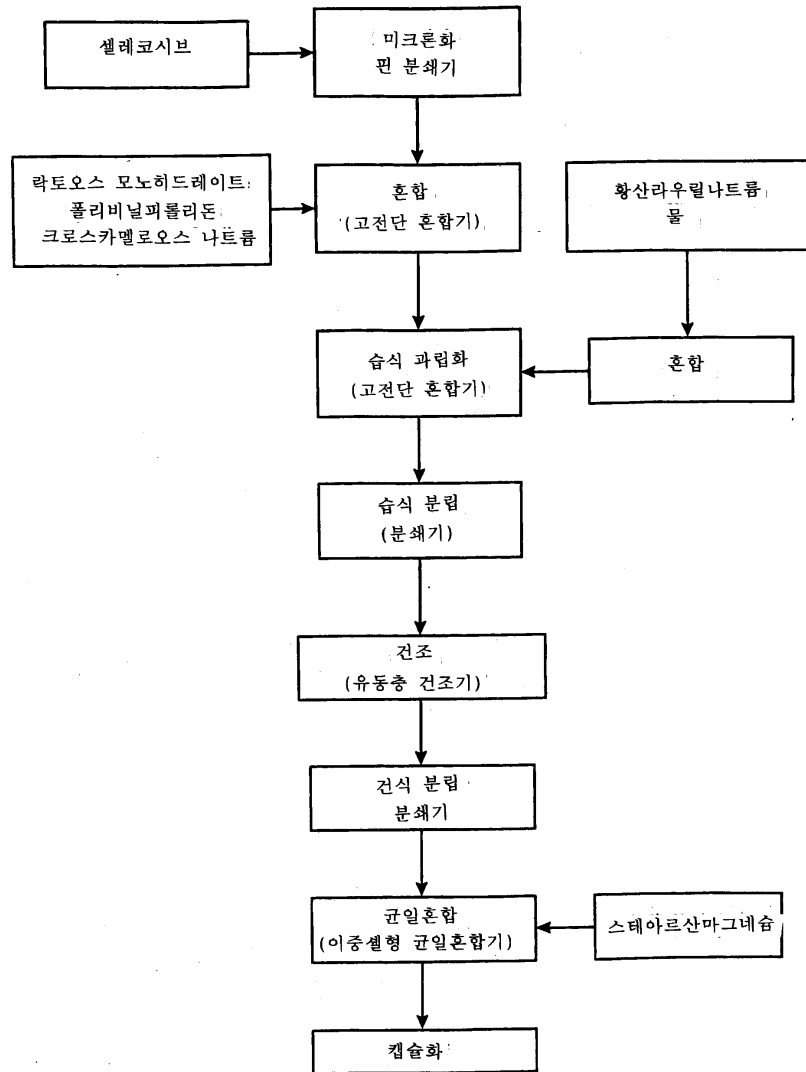 셀레코시브
미크론화
핀 분쇄기
락토오스 모노히드레이트
폴리비닐피롤리돈
크로스카멜로오스 나트륨
혼합
(고전단 혼합기)
황산라우릴나트륨
물
습식 과립화
(고전단 혼합기)
혼합
습식 분립
(분쇄기)
건조
(유동층 건조기)
건식 분립
분쇄기
균일혼합
(이중셸형 균일혼합기)
스테아르산마그네슘
캡슐화